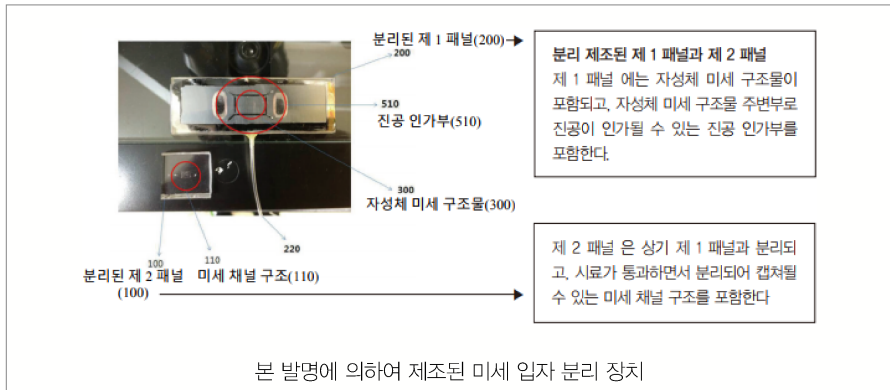 분리된 제 1 패널(200)
200
510
진공 인가부(510)
300
자성체 미세 구조물(300)
220
110
100
분리된 제 2 패널
(100)
미세 채널 구조(110)
분리 제조된 제 1 패널과 제 2 패널
제 1 패널 에는 자성체 미세 구조물이
포함되고, 자성체 미세 구조물 주변부로
진공이 인가될 수 있는 진공 인가부를
포함한다.
제 2 패널 은 상기 제 1 패널과 분리되
고, 시료가 통과하면서 분리되어 캡쳐될
수 있는 미세 채널 구조를 포함한다
본 발명에 의하여 제조된 미세 입자 분리 장치